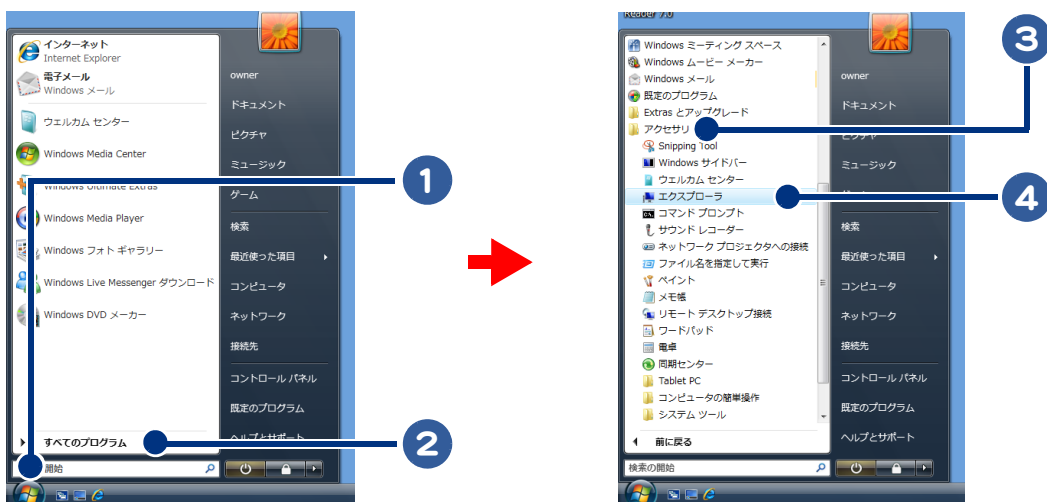 インターネット
Internet Explorer
電子メール
Windows メール
ウェルカム センター
Windows Media Center
Windows Ultimate Extras
Windows Media Player
Windows フォト ギャラリー
Windows Live Messenger ダウンロード
Windows DVD メーカー
すべてのプログラム
開始
owner
ドキュメント
ピクチャ
ミュージック
ゲーム
検索
最近使った項目
コンピュータ
ネットワーク
接続先
コントロール パネル
既定のプログラム
ヘルプとサポート
1
2
Reader 9.0
Windows ミーティング スペース
Windows ムービー メーカー
Windows メール
既定のプログラム
Extras とアップグレード
アクセサリ
Snipping Tool
Windows サイドバー
ウェルカム センター
エクスプローラ
コマンド プロンプト
サウンド レコーダー
ネットワーク プロジェクタへの接続
ファイル名を指定して実行
ペイント
メモ帳
リモート デスクトップ接続
ワードパッド
電卓
同期センター
Tablet PC
コンピュータの簡単操作
システム ツール
前に戻る
検索の開始
owner
ドキュメント
ピクチャ
ミュージック
検索
最近使った項目
コンピュータ
ネットワーク
接続先
コントロール パネル
既定のプログラム
ヘルプとサポート
3
4